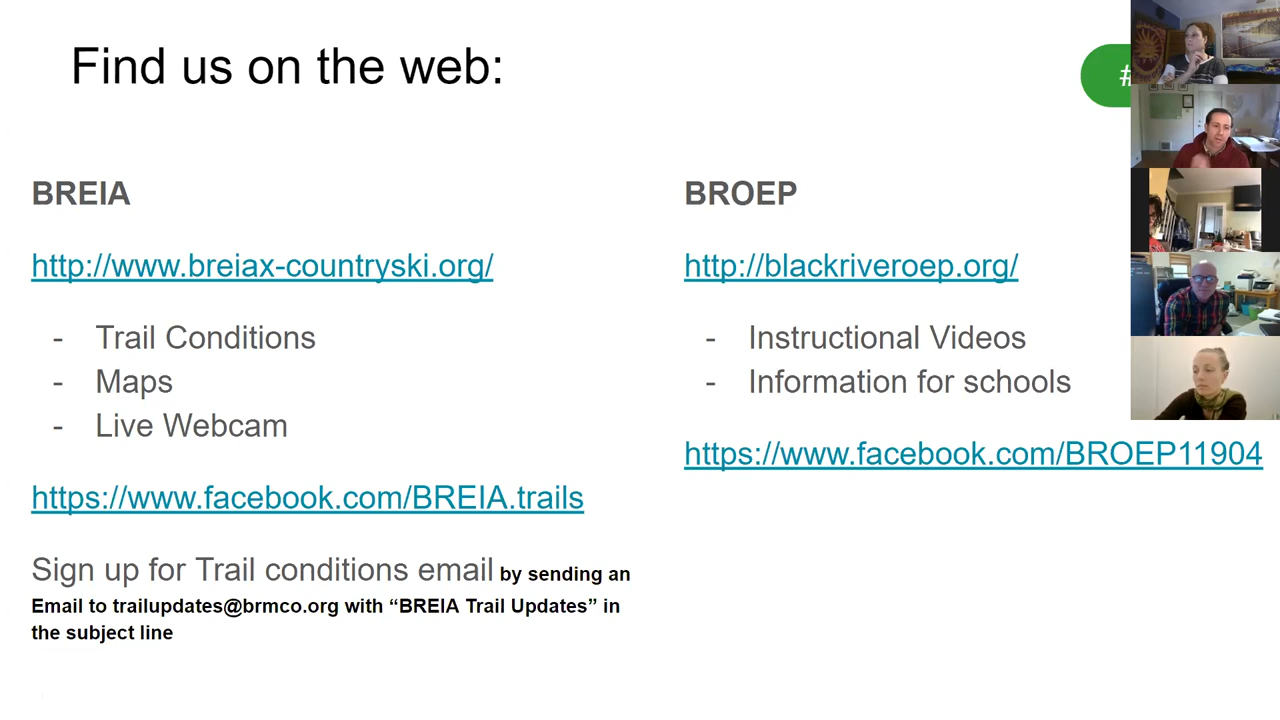 Find us on the web:
#
BREIA
http://www.breiax-countryski.org/
- Trail Conditions
- Maps
- Live Webcam
https://www.facebook.com/BREIA.trails
Sign up for Trail conditions email by sending an
Email to trailupdates@brmco.org with “BREIA Trail Updates” in
the subject line
BROEP
http://blackriveroep.org/
- Instructional Videos
- Information for schools
https://www.facebook.com/BROEP11904